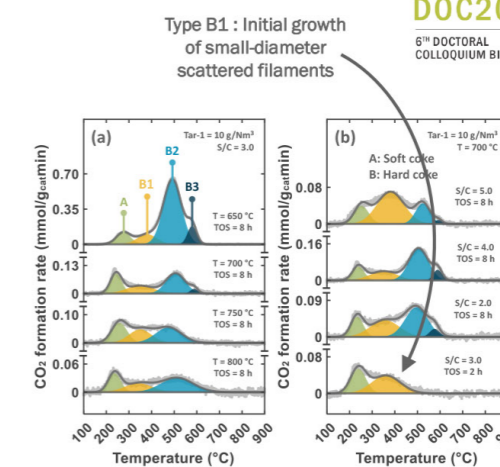 DOC2
6TH DOCTORAL
COLLOQUIUM BI
Type B1 : Initial growth
of small-diameter
scattered filaments
(a)
Tar-1 = 10 g/Nm³
S/C = 3.0
A
B1
B2
B3
T = 650 °C
TOS = 8 h
T = 700 °C
TOS = 8 h
T = 750 °C
TOS = 8 h
T = 800 °C
TOS = 8 h
0.70
0.35
0
0.13
0
0.10
0
0.06
0
CO₂ formation rate (mmol/gcatmin)
100 200 300 400 500 600 700 800 900
Temperature (°C)
(b)
Tar-1 = 10 g/Nm³
T = 700 °C
A: Soft coke
B: Hard coke
S/C = 5.0
TOS = 8 h
S/C = 4.0
TOS = 8 h
S/C = 2.0
TOS = 8 h
S/C = 3.0
TOS = 2 h
0.08
0
0.16
0
0.09
0
0.08
0
CO₂ formation rate (mmol/gcatmin)
100 200 300 400 500 600 700 800 900
Temperature (°C)